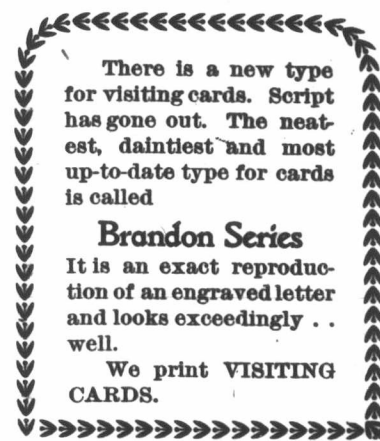 There is a new type
for visiting cards. Script
has gone out. The neat-
est, daintiest and most
up-to-date type for cards
is called
Brandon Series
It is an exact reproduc-
tion of an engraved letter
and looks exceedingly . .
well.
We print VISITING
CARDS.